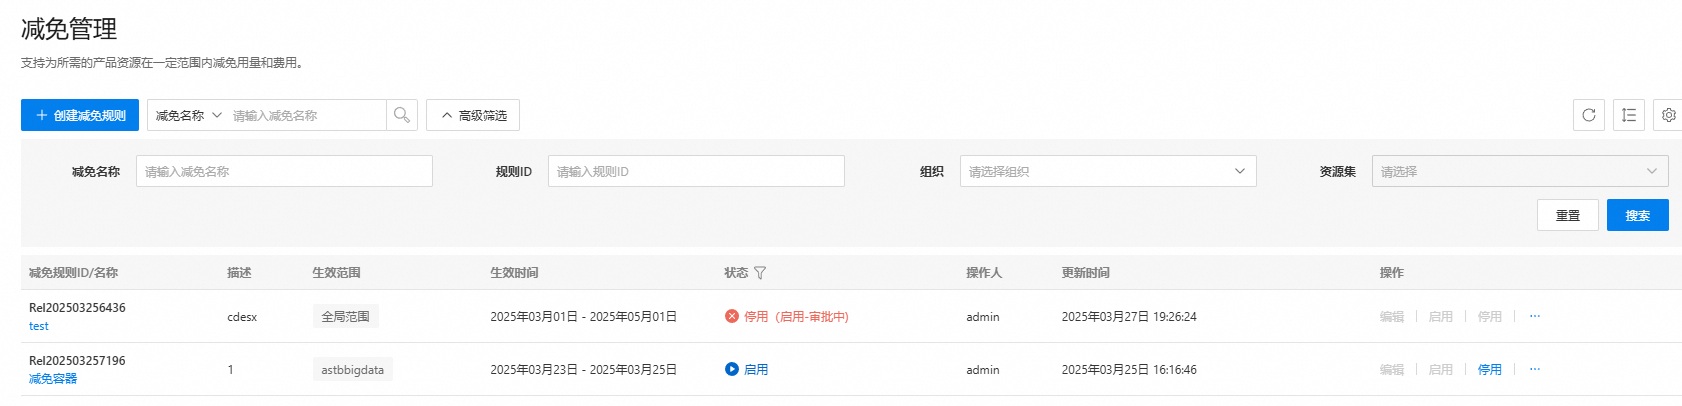 减免管理
支持为所需的产品资源在一定范围内减免用量和费用。
创建减免规则 减免名称 请输入减免名称 高级筛选
减免名称 请输入减免名称 规则ID 请输入规则ID 组织 请选择组织 资源集 请选择
重置 搜索
减免规则ID/名称 描述 生效范围 生效时间 状态 操作人 更新时间 操作
Rel202503256436
test cdesx 全局范围 2025年03月01日 - 2025年05月01日 停用（启用-审批中) admin 2025年03月27日 19:26:24 编辑 启用 停用 ...
Rel202503257196
减免容器 1 astbbigdata 2025年03月23日 - 2025年03月25日 启用 admin 2025年03月25日 16:16:46 编辑 启用 停用 ...